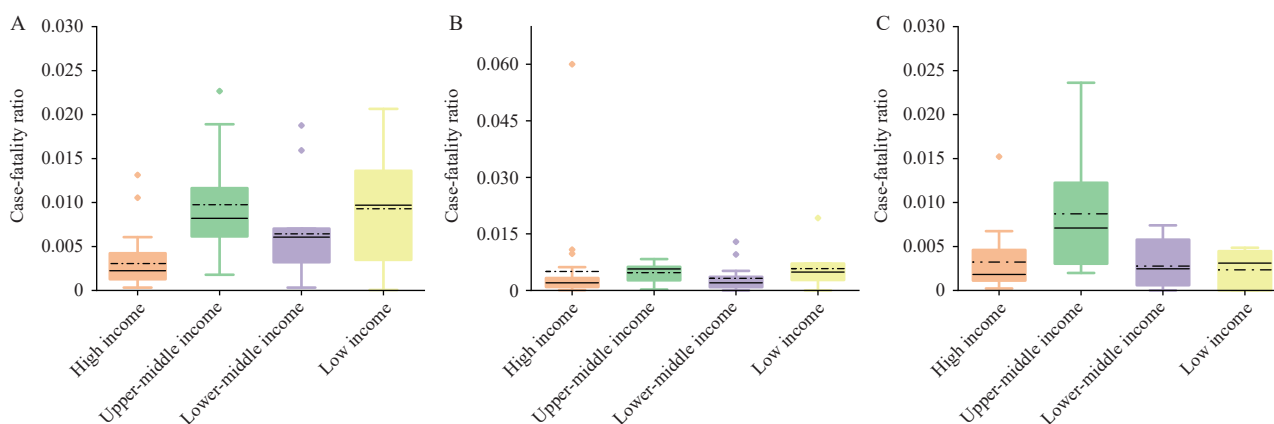 A
Case-fatality ratio
0.030
0.025
0.020
0.015
0.010
0.005
0
High income
Upper-middle income
Lower-middle income
Low income
B
Case-fatality ratio
0.060
0.045
0.030
0.015
0
High income
Upper-middle income
Lower-middle income
Low income
C
Case-fatality ratio
0.030
0.025
0.020
0.015
0.010
0.005
0
High income
Upper-middle income
Lower-middle income
Low income